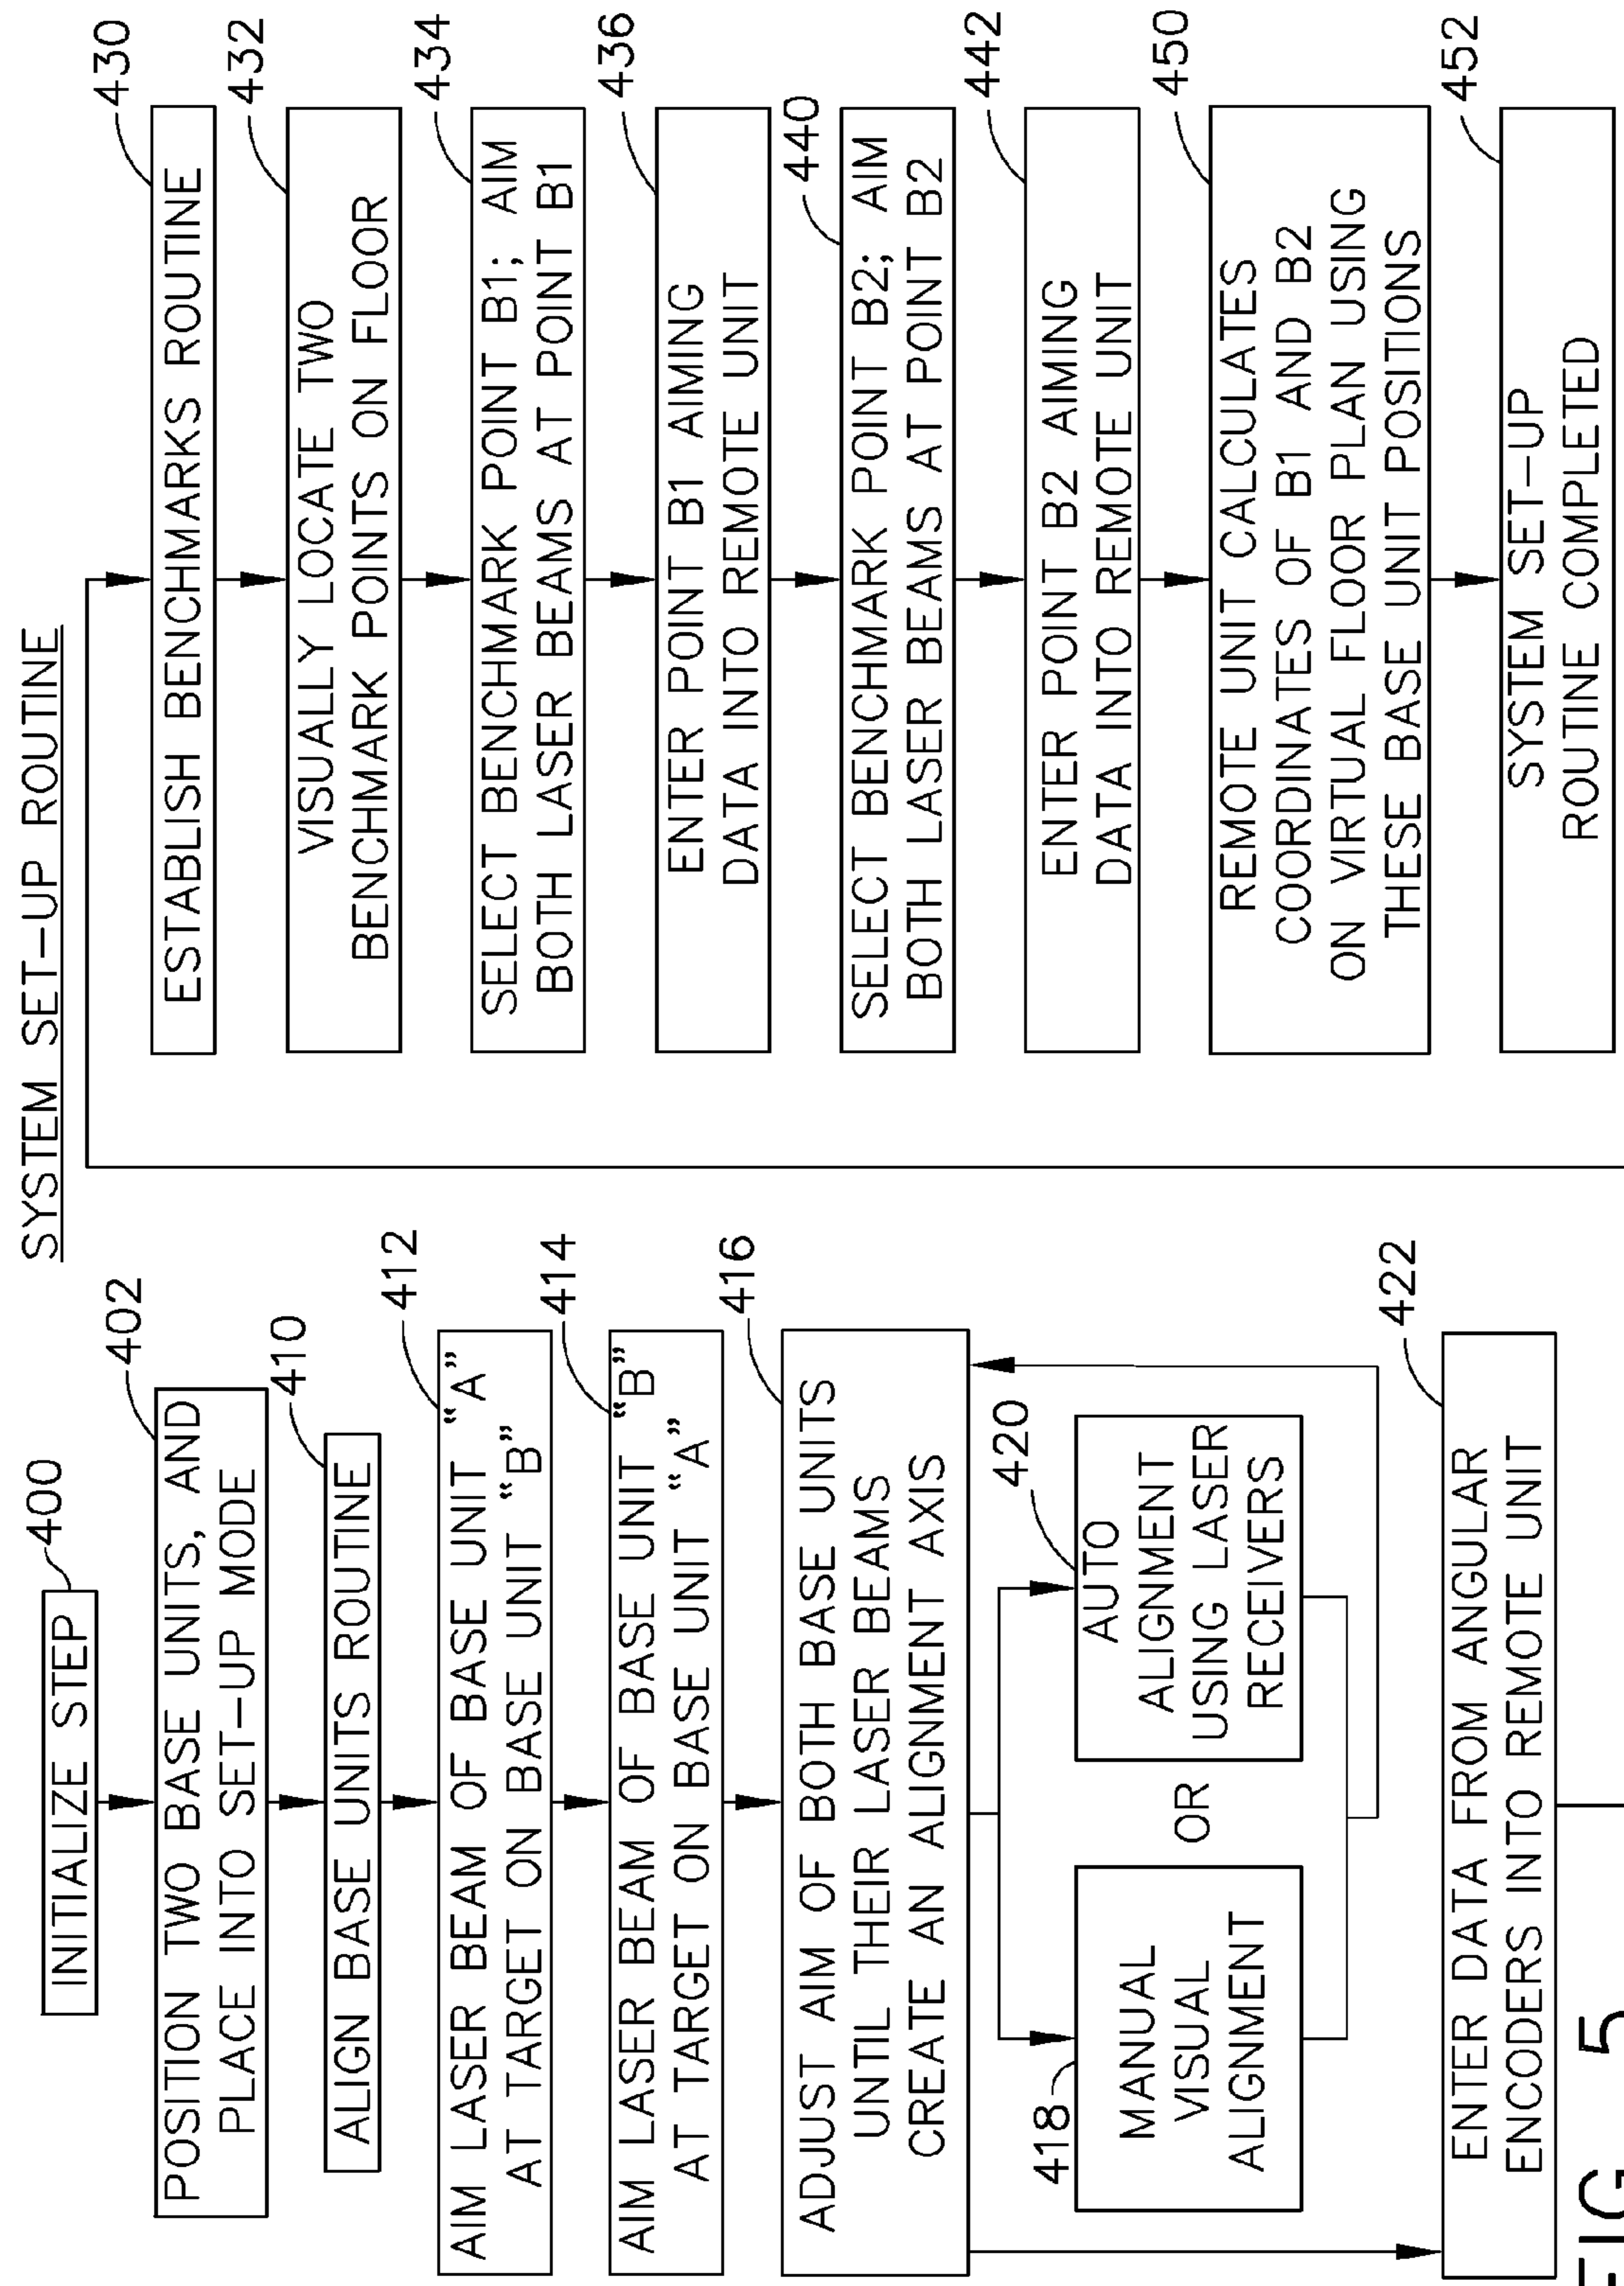 SYSTEM SET-UP ROUTINE
400
INITIALIZE STEP
402
POSITION TWO BASE UNITS, AND
PLACE INTO SET-UP MODE
410
ALIGN BASE UNITS ROUTINE
412
AIM LASER BEAM OF BASE UNIT "A"
AT TARGET ON BASE UNIT "B"
414
AIM LASER BEAM OF BASE UNIT "B"
AT TARGET ON BASE UNIT "A"
416
ADJUST AIM OF BOTH BASE UNITS
UNTIL THEIR LASER BEAMS
CREATE AN ALIGNMENT AXIS
418
MANUAL
VISUAL
ALIGNMENT
OR
420
AUTO
ALIGNMENT
USING LASER
RECEIVERS
422
ENTER DATA FROM ANGULAR
ENCODERS INTO REMOTE UNIT
430
ESTABLISH BENCHMARKS ROUTINE
432
VISUALLY LOCATE TWO
BENCHMARK POINTS ON FLOOR
434
SELECT BENCHMARK POINT B1; AIM
BOTH LASER BEAMS AT POINT B1
436
ENTER POINT B1 AIMING
DATA INTO REMOTE UNIT
440
SELECT BENCHMARK POINT B2; AIM
BOTH LASER BEAMS AT POINT B2
442
ENTER POINT B2 AIMING
DATA INTO REMOTE UNIT
450
REMOTE UNIT CALCULATES
COORDINATES OF B1 AND B2
ON VIRTUAL FLOOR PLAN USING
THESE BASE UNIT POSITIONS
452
SYSTEM SET-UP
ROUTINE COMPLETED
FIG. 5